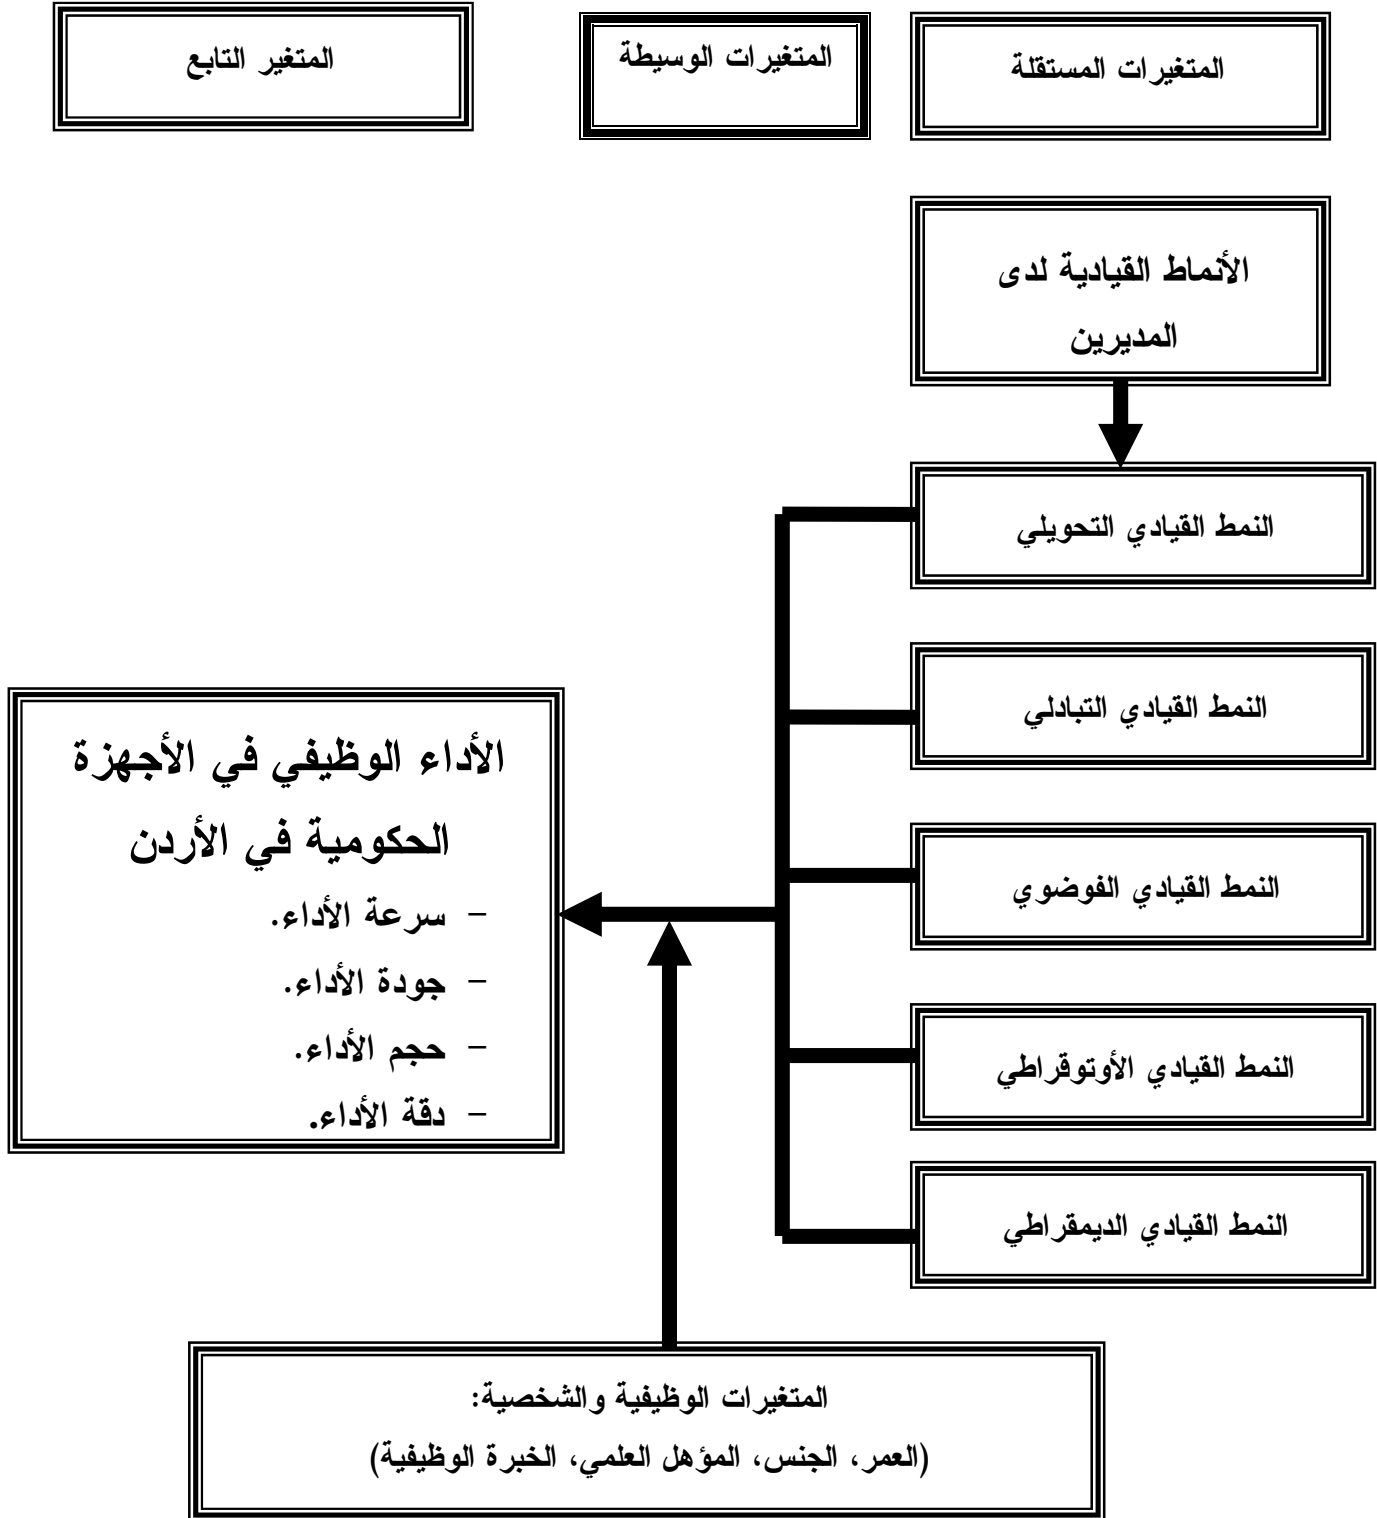 المتغيرات المستقلة
المتغيرات الوسيطة
المتغير التابع
الأنماط القيادية لدى
المديرين
النمط القيادي التحويلي
النمط القيادي التبادلي
النمط القيادي الفوضوي
النمط القيادي الأوتوقراطي
النمط القيادي الديمقراطي
الأداء الوظيفي في الأجهزة
الحكومية في الأردن
- سرعة الأداء.
- جودة الأداء.
- حجم الأداء.
- دقة الأداء.
المتغيرات الوظيفية والشخصية:
(العمر، الجنس، المؤهل العلمي، الخبرة الوظيفية)